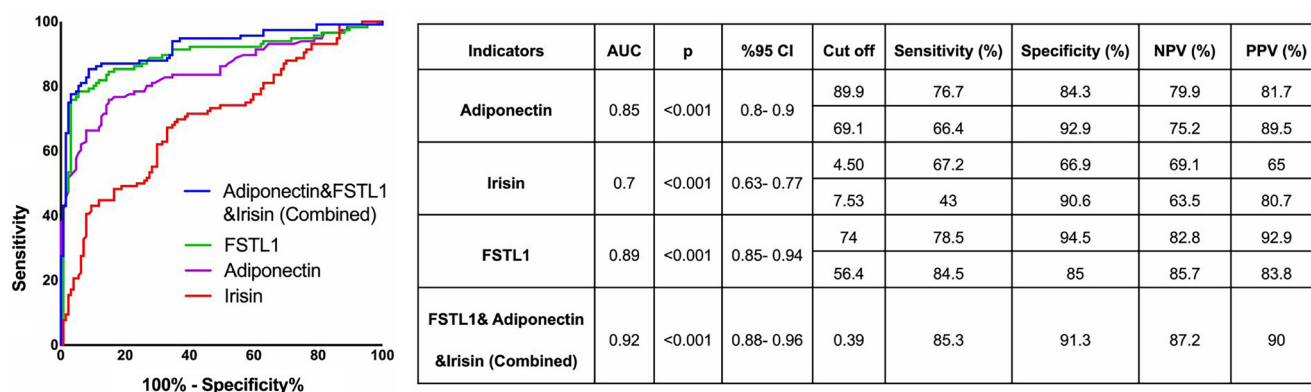 100
80
60
40
20
0
Sensitivity
0 20 40 60 80 100
100% - Specificity%
Adiponectin&FSTL1
&Irisin (Combined)
FSTL1
Adiponectin
Irisin
Indicators AUC p %95 CI Cut off Sensitivity (%) Specificity (%) NPV (%) PPV (%)
Adiponectin 0.85 <0.001 0.8- 0.9 89.9 76.7 84.3 79.9 81.7
69.1 66.4 92.9 75.2 89.5
Irisin 0.7 <0.001 0.63- 0.77 4.50 67.2 66.9 69.1 65
7.53 43 90.6 63.5 80.7
FSTL1 0.89 <0.001 0.85- 0.94 74 78.5 94.5 82.8 92.9
56.4 84.5 85 85.7 83.8
FSTL1& Adiponectin
&Irisin (Combined) 0.92 <0.001 0.88- 0.96 0.39 85.3 91.3 87.2 90